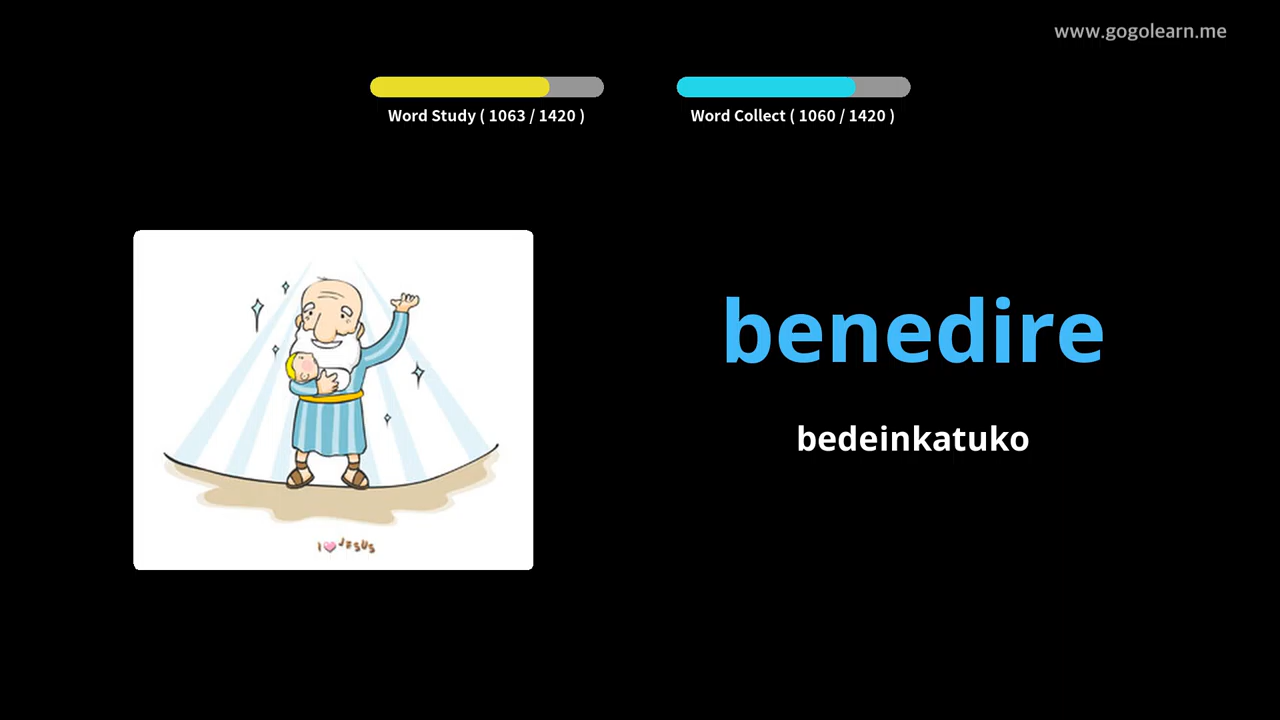 www.gogolearn.me
Word Study ( 1063 / 1420 )
Word Collect ( 1060 / 1420 )
benedire
bedeinkatuko
I JESUS